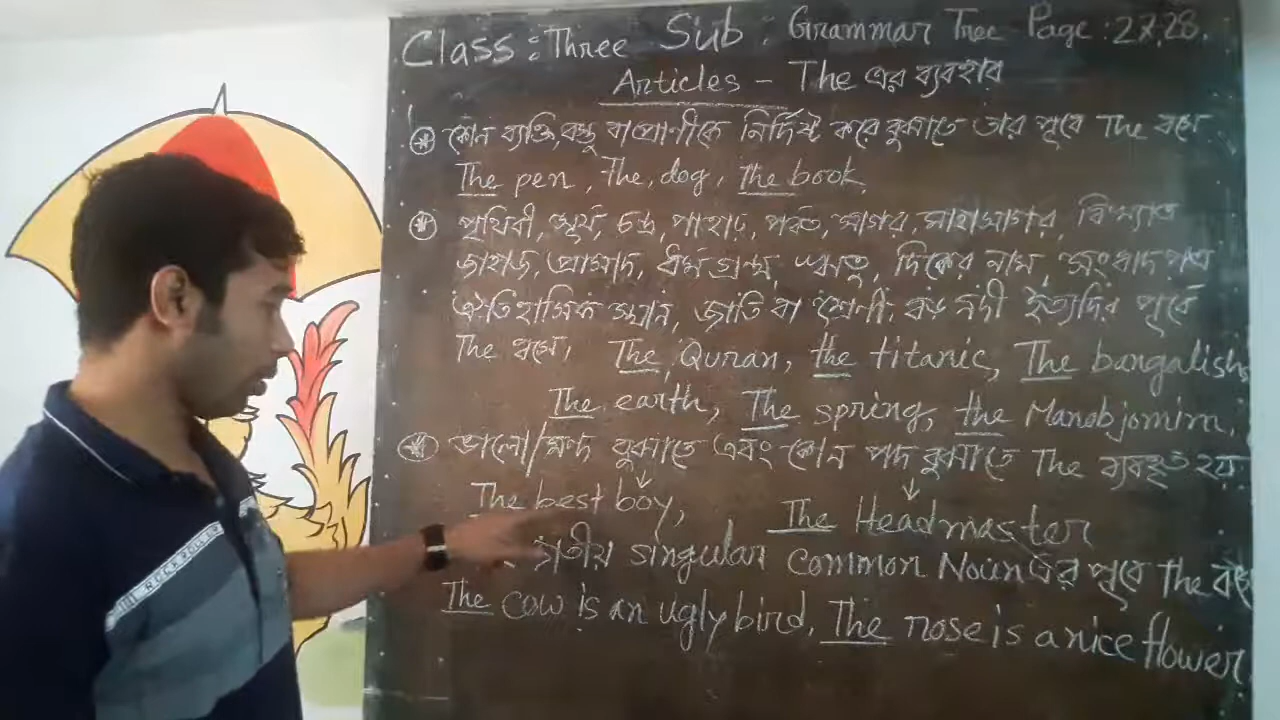 Class: Three Sub: Grammar Tree Page: 27,28.
Articles – The এর ব্যবহার
কোন ব্যক্তি, বস্তু বা প্রাণীকে নির্দিষ্ট করে বুঝাতে তার পূর্বে The বসে
The pen, The, dog, The book,
পৃথিবী, সূর্য, চন্দ্র, পাহাড়, পর্বত, সাগর, মাহাসাগর, বিখ্যাত
জাহাজ, প্রাসাদ, ধর্মগ্রন্থ, ঋতু, দিকের নাম, সংবাদপত্র
ঐতিহাসিক স্থান, জাতি বা শ্রেণী, বড় নদী ইত্যাদির পূর্বে
The বসে, The, Quran, the titanic, The bangalish,
The earth, The spring, the Manobjomim,
ভালো/মন্দ বুঝাতে এবং কোন পদ বুঝাতে The ব্যবহৃত হয়
The best boy, The Headmaster
জাতীয় singular common Noun এর পূর্বে the বসে
The cow is an ugly bird, The rose is a nice flower.